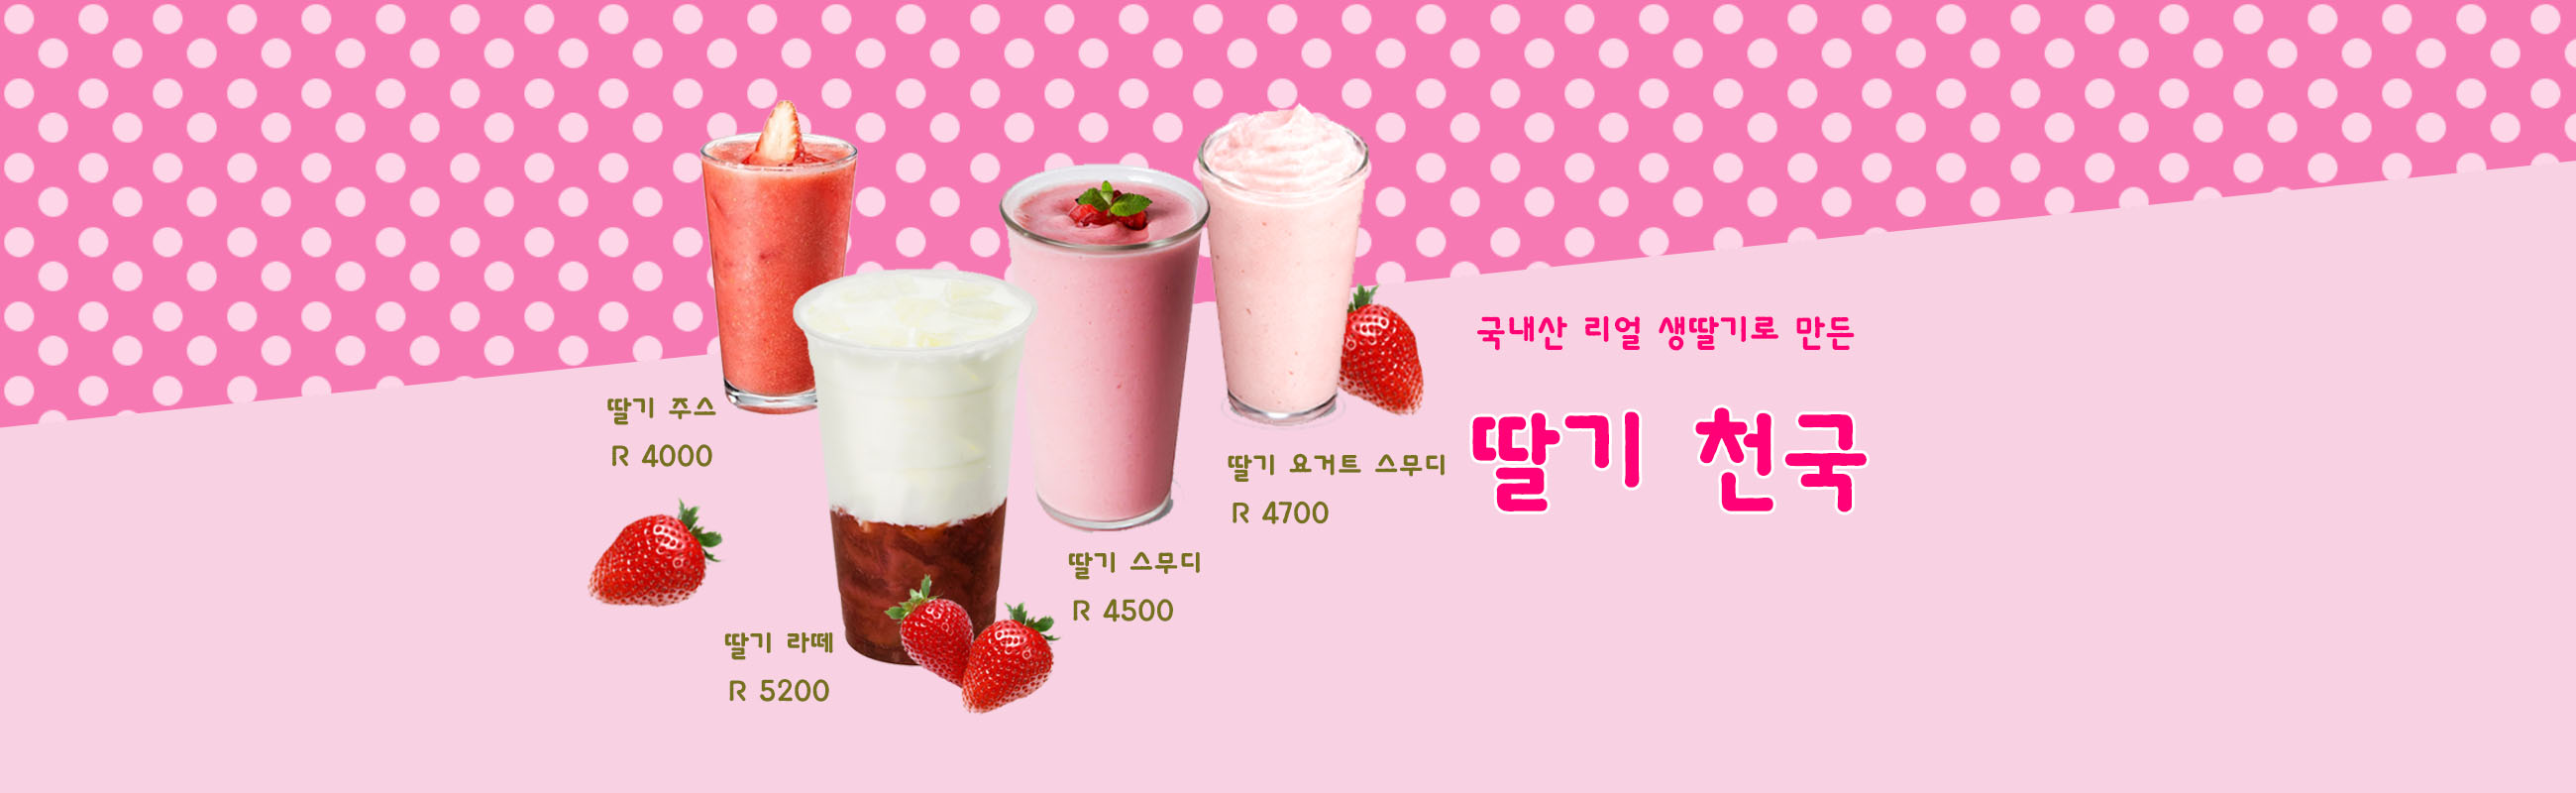 딸기 주스
R 4000
딸기 라떼
R 5200
딸기 스무디
R 4500
딸기 요거트 스무디
R 4700
국내산 리얼 생딸기로 만든
딸기 천국